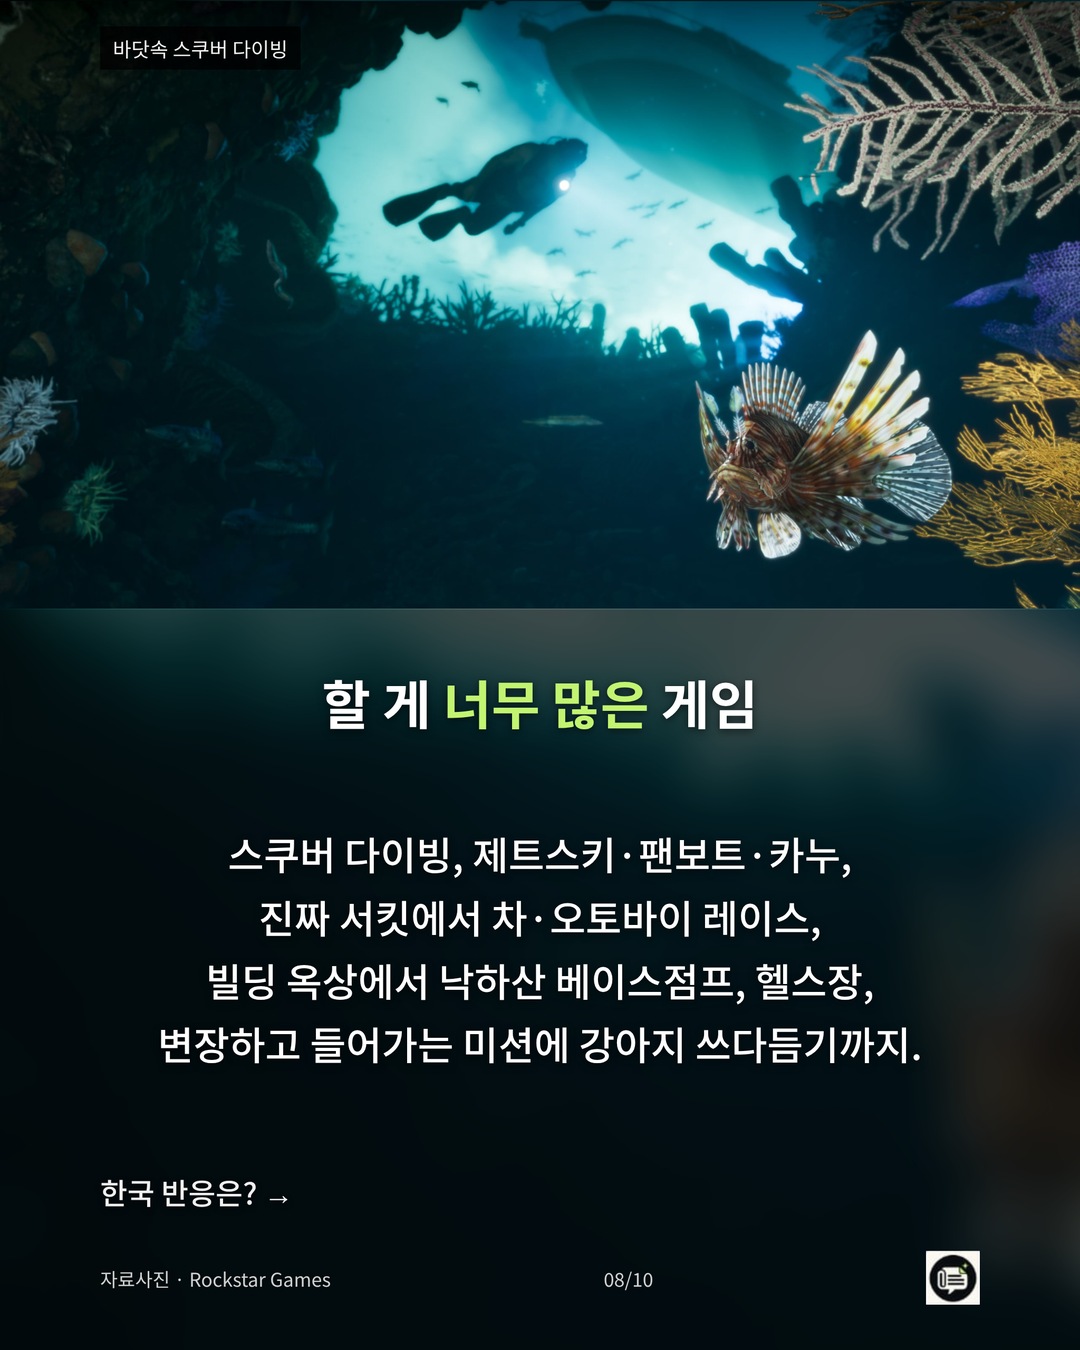 바닷속 스쿠버 다이빙
할 게 너무 많은 게임
스쿠버 다이빙, 제트스키·팬보트·카누,
진짜 서킷에서 차·오토바이 레이스,
빌딩 옥상에서 낙하산 베이스점프, 헬스장,
변장하고 들어가는 미션에 강아지 쓰다듬기까지.
한국 반응은? →
자료사진 · Rockstar Games
08/10